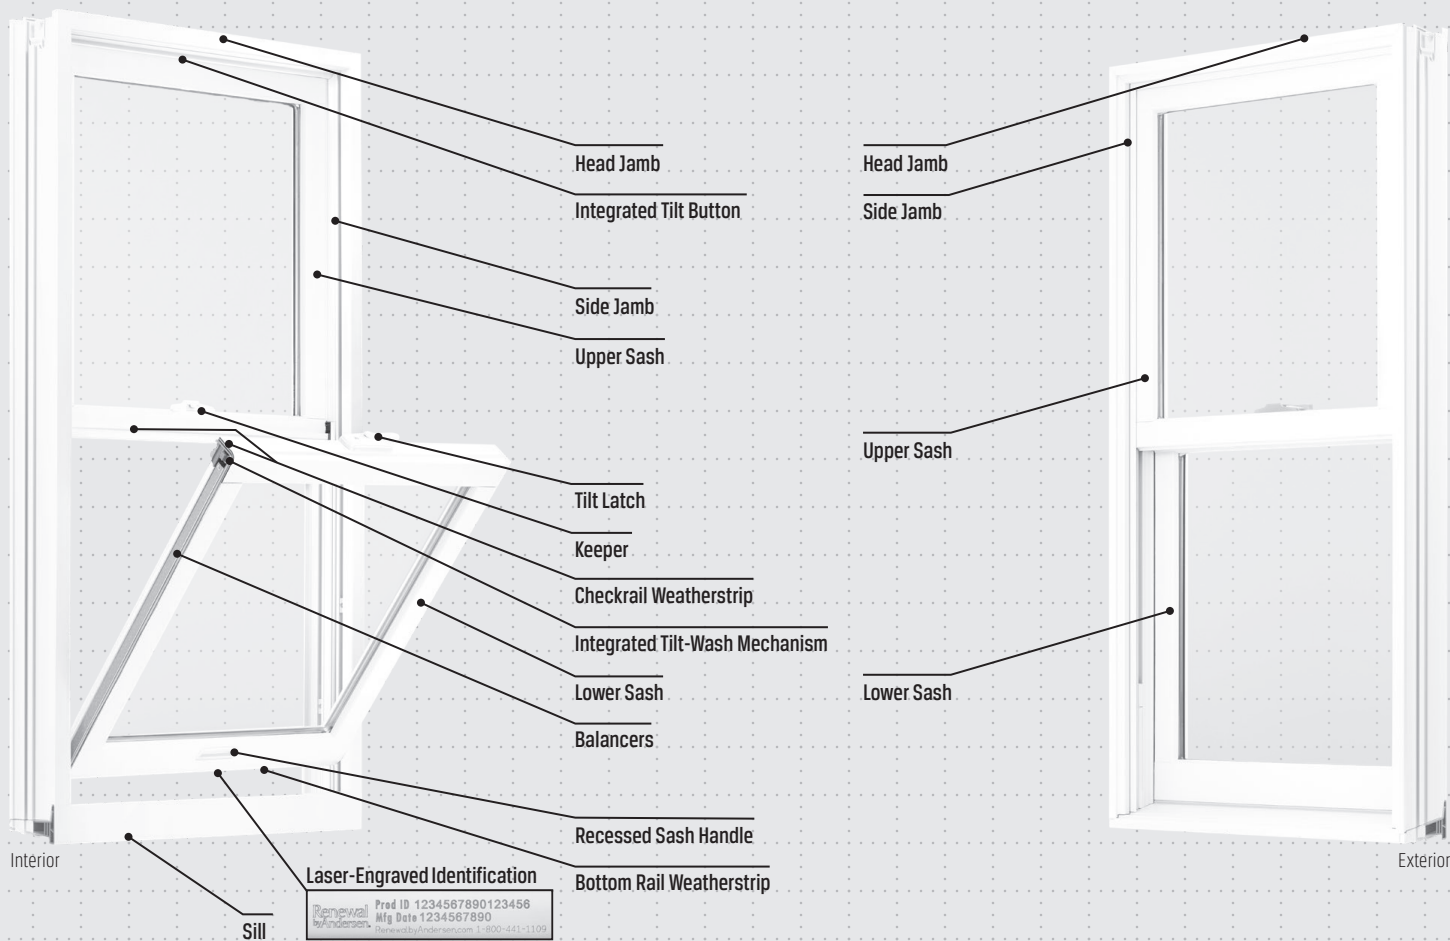 Head Jamb
Integrated Tilt Button
Side Jamb
Upper Sash
Tilt Latch
Keeper
Checkrail Weatherstrip
Integrated Tilt-Wash Mechanism
Lower Sash
Balancers
Recessed Sash Handle
Bottom Rail Weatherstrip
Interior
Laser-Engraved Identification
Renewal
byAndersen.
Prod ID 1234567890123456
Mfg Date 1234567890
RenewalbyAndersen.com 1-800-441-1109
Sill
Head Jamb
Side Jamb
Upper Sash
Lower Sash
Exterior